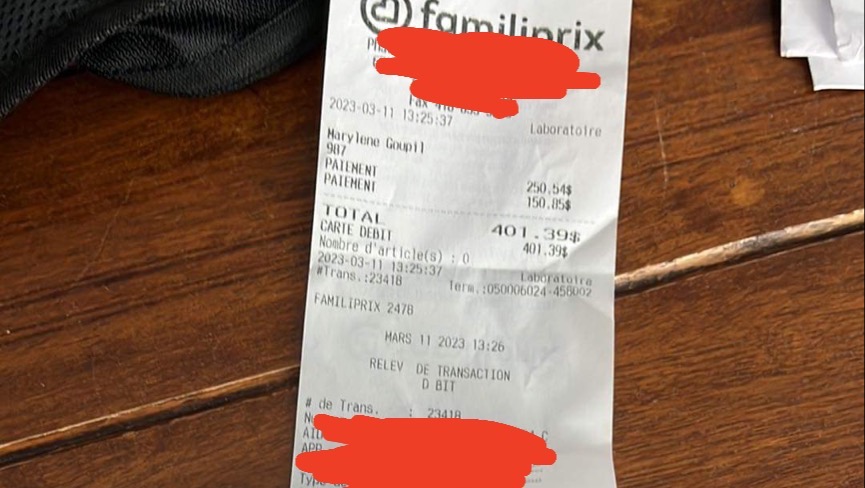 familiprix
2023-03-11 13:25:37
Laboratoire
Marylene Goupil
987
PAIEMENT 250.54$
PAIEMENT 150.85$
TOTAL 401.39$
CARTE DEBIT 401.39$
Nombre d'article(s) : 0
2023-03-11 13:25:37 Laboratoire
#Trans.:23418 Term.:050006024-458002
FAMILIPRIX 2478
MARS 11 2023 13:26
RELEV DE TRANSACTION
D BIT
# de Trans. : 23418